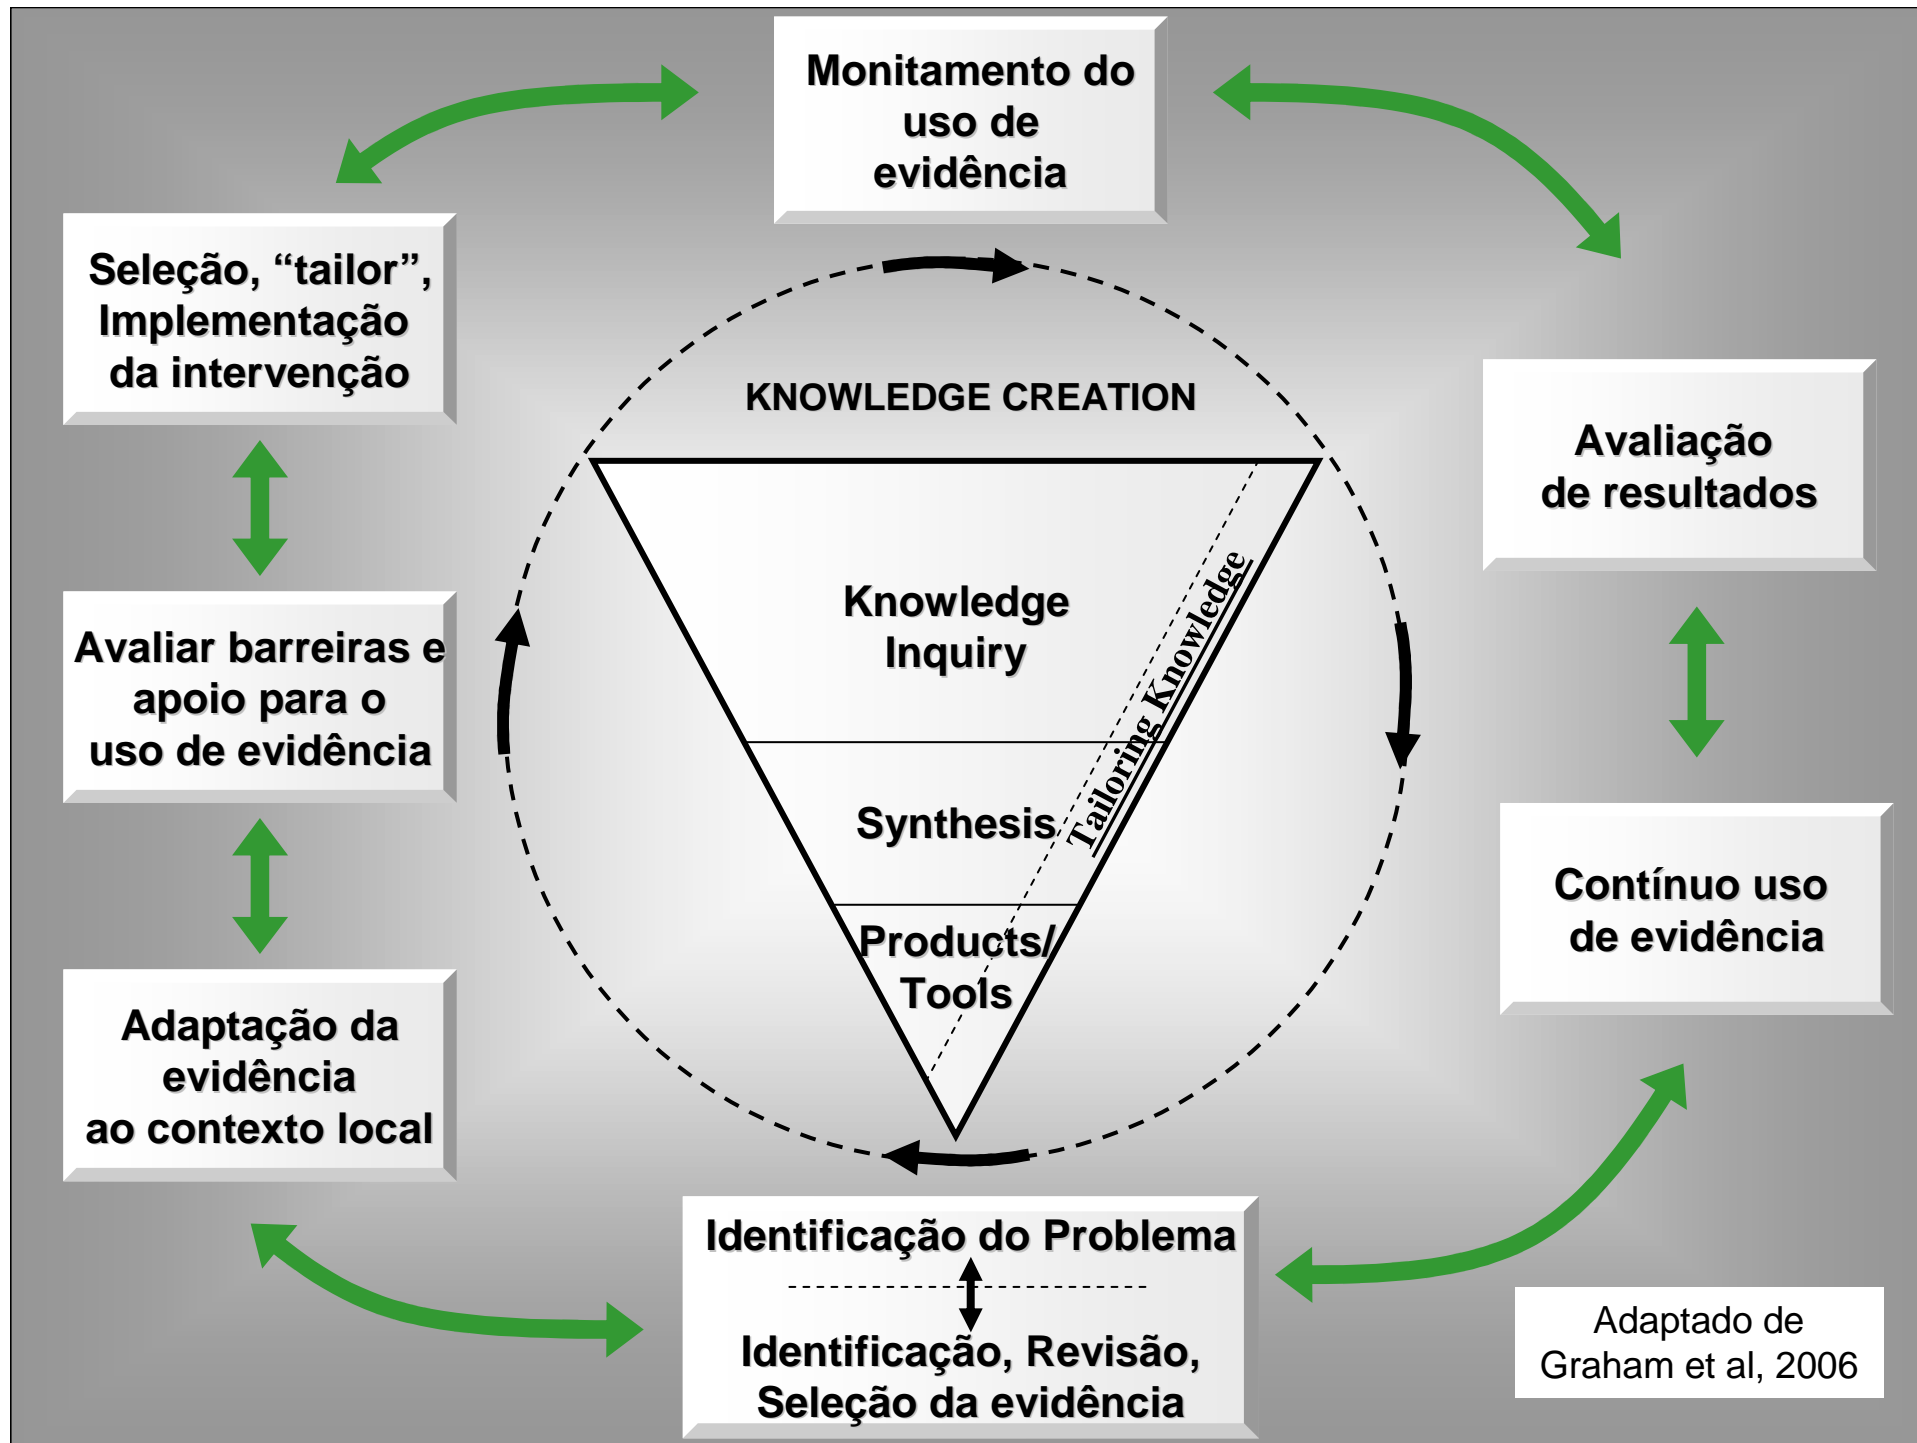 Monitamento do
uso de
evidência
Seleção, “tailor”,
Implementação
da intervenção
KNOWLEDGE CREATION
Avaliação
de resultados
Knowledge
Inquiry
Tailoring Knowledge
Avaliar barreiras e
apoio para o
uso de evidência
Synthesis
Contínuo uso
de evidência
Products/
Tools
Adaptação da
evidência
ao contexto local
Identificação do Problema
Identificação, Revisão,
Seleção da evidência
Adaptado de
Graham et al, 2006